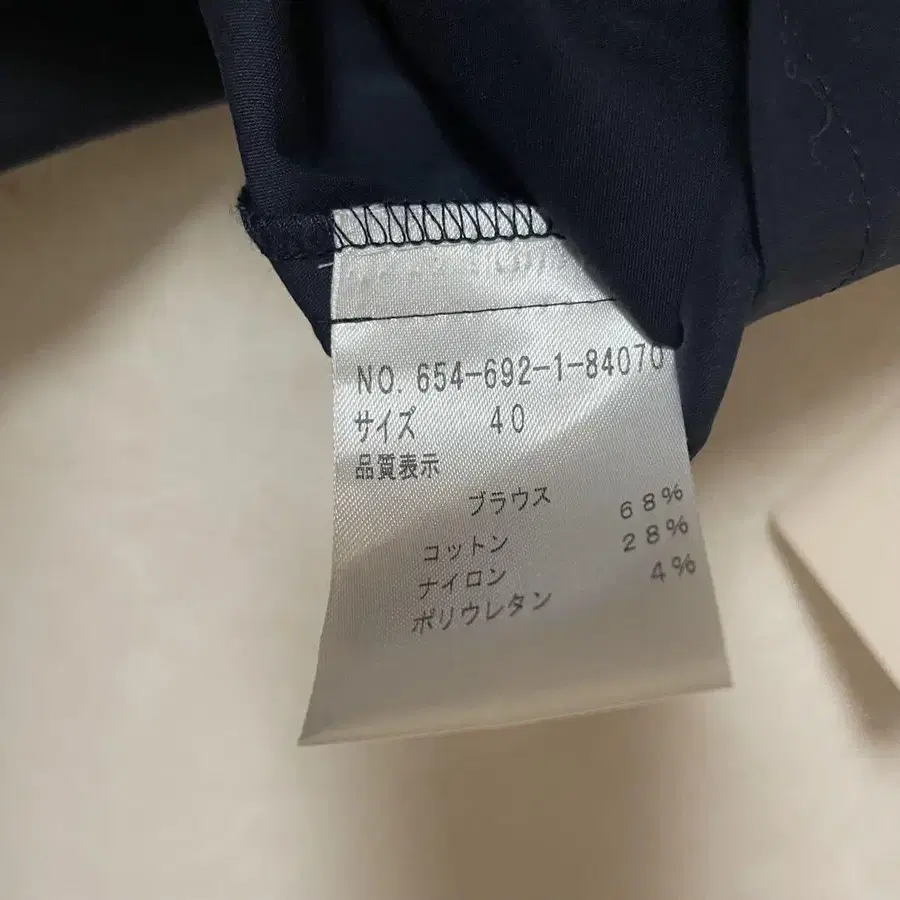 NO. 654-692-1-84070
サイズ 40
品質表示
ブラウス
コットン 68%
ナイロン 28%
ポリウレタン 4%